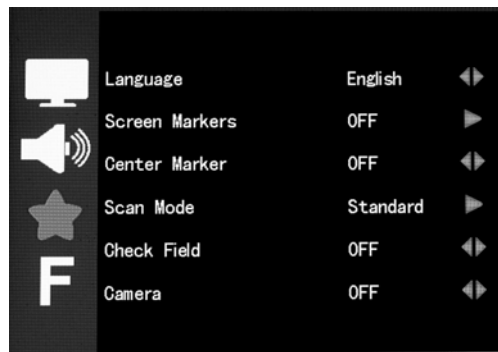 Language English
Screen Markers OFF
Center Marker OFF
Scan Mode Standard
Check Field OFF
F
Camera OFF